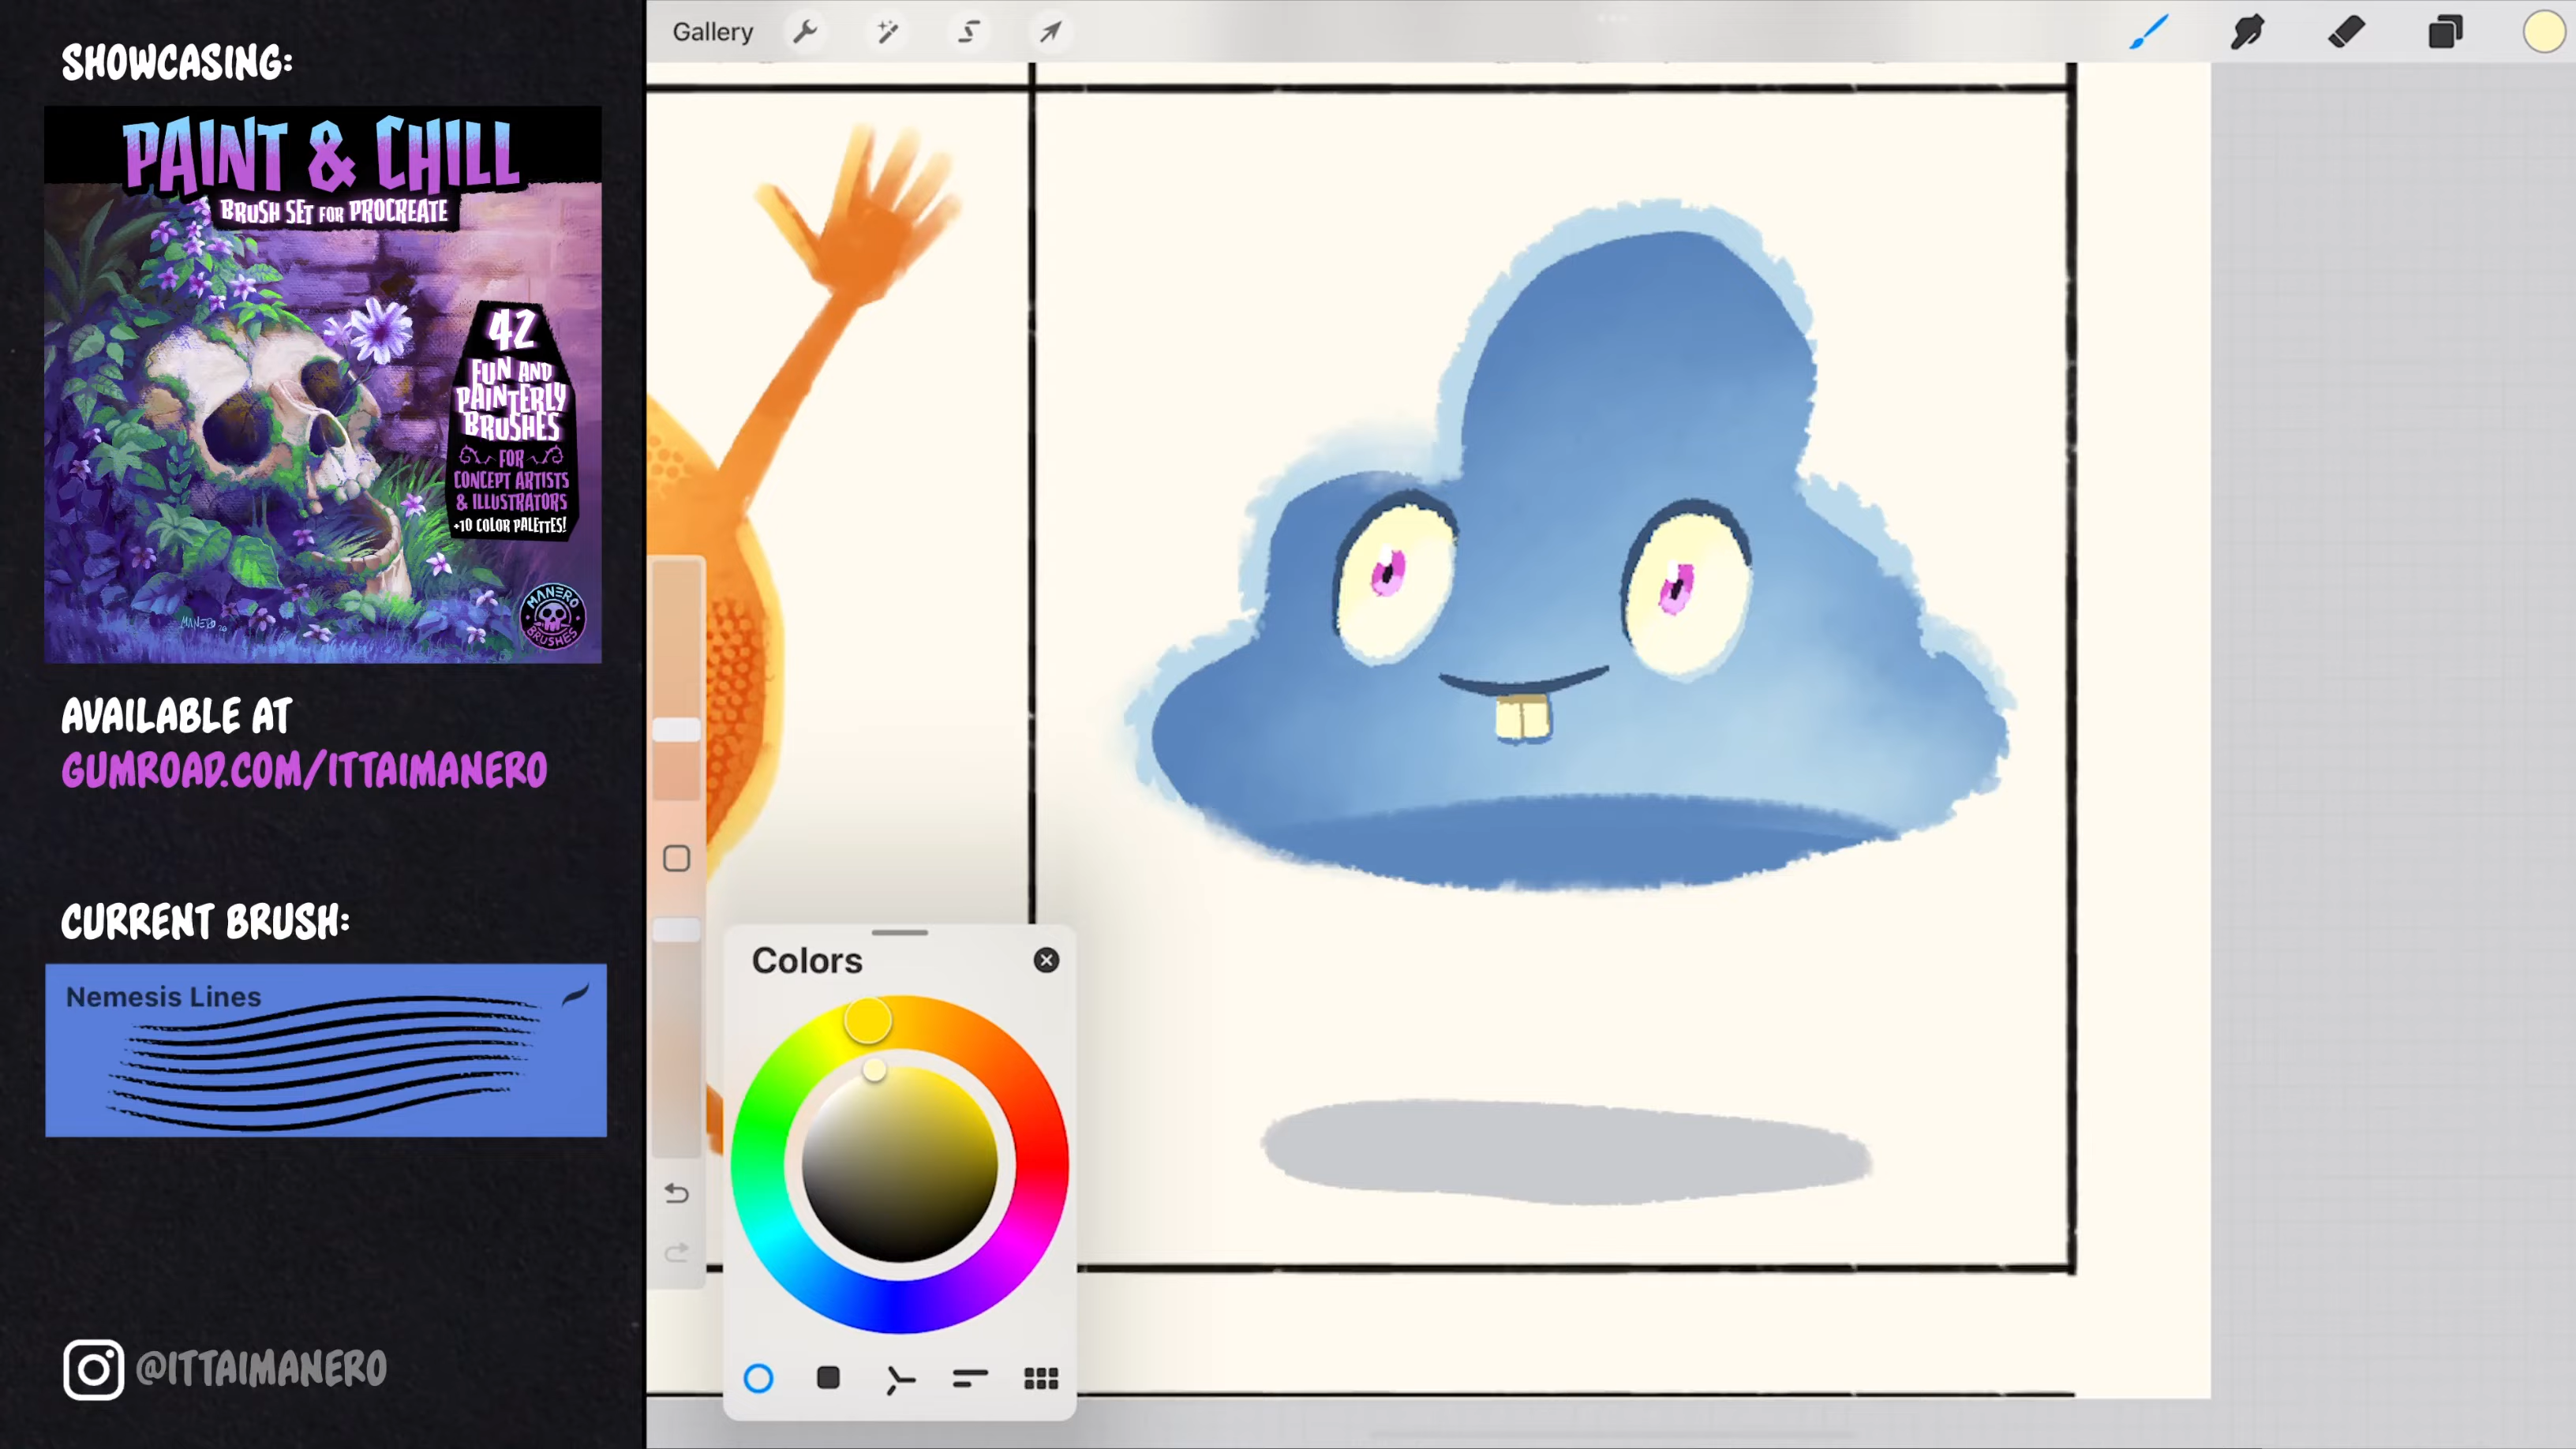 SHOWCASING:
PAINT & CHILL
BRUSH SET FOR PROCREATE
42
FUN AND
PAINTERLY
BRUSHES
FOR
CONCEPT ARTISTS
& ILLUSTRATORS
+10 COLOR PALETTES!
MANERO
BRUSHES
MANERO
AVAILABLE AT
GUMROAD.COM/ITTAIMANERO
CURRENT BRUSH:
Nemesis Lines
@ITTAIMANERO
Gallery
Colors